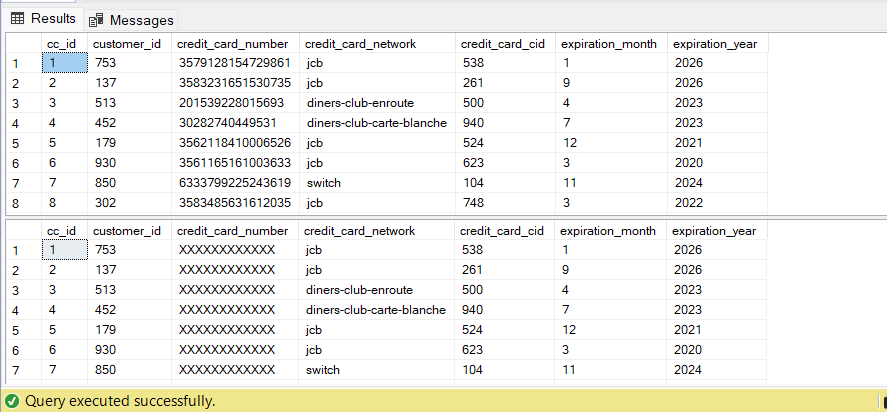 Results Messages
cc_id customer_id credit_card_number credit_card_network credit_card_cid expiration_month expiration_year
1 1 753 3579128154729861 jcb 538 1 2026
2 2 137 3583231651530735 jcb 261 9 2026
3 3 513 201539228015693 diners-club-enroute 500 4 2023
4 4 452 30282740449531 diners-club-carte-blanche 940 7 2023
5 5 179 3562118410006526 jcb 524 12 2021
6 6 930 3561165161003633 jcb 623 3 2020
7 7 850 6333799225243619 switch 104 11 2024
8 8 302 3583485631612035 jcb 748 3 2022
cc_id customer_id credit_card_number credit_card_network credit_card_cid expiration_month expiration_year
1 1 753 XXXXXXXXXXXX jcb 538 1 2026
2 2 137 XXXXXXXXXXXX jcb 261 9 2026
3 3 513 XXXXXXXXXXXX diners-club-enroute 500 4 2023
4 4 452 XXXXXXXXXXXX diners-club-carte-blanche 940 7 2023
5 5 179 XXXXXXXXXXXX jcb 524 12 2021
6 6 930 XXXXXXXXXXXX jcb 623 3 2020
7 7 850 XXXXXXXXXXXX switch 104 11 2024
Query executed successfully.